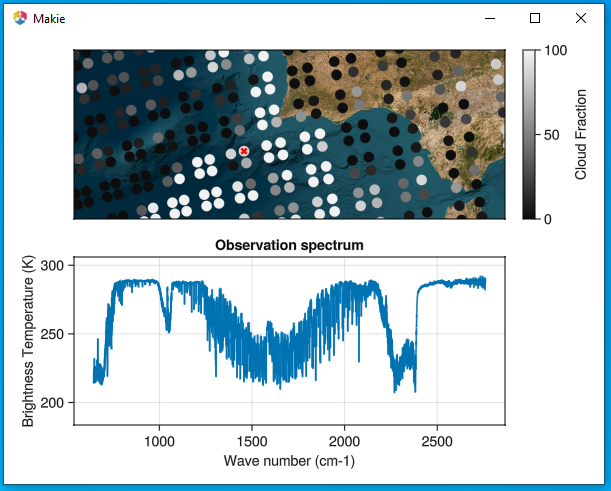 Makie
100
50
0
Cloud Fraction
Observation spectrum
300
250
200
Brightness Temperature (K)
1000 1500 2000 2500
Wave number (cm-1)